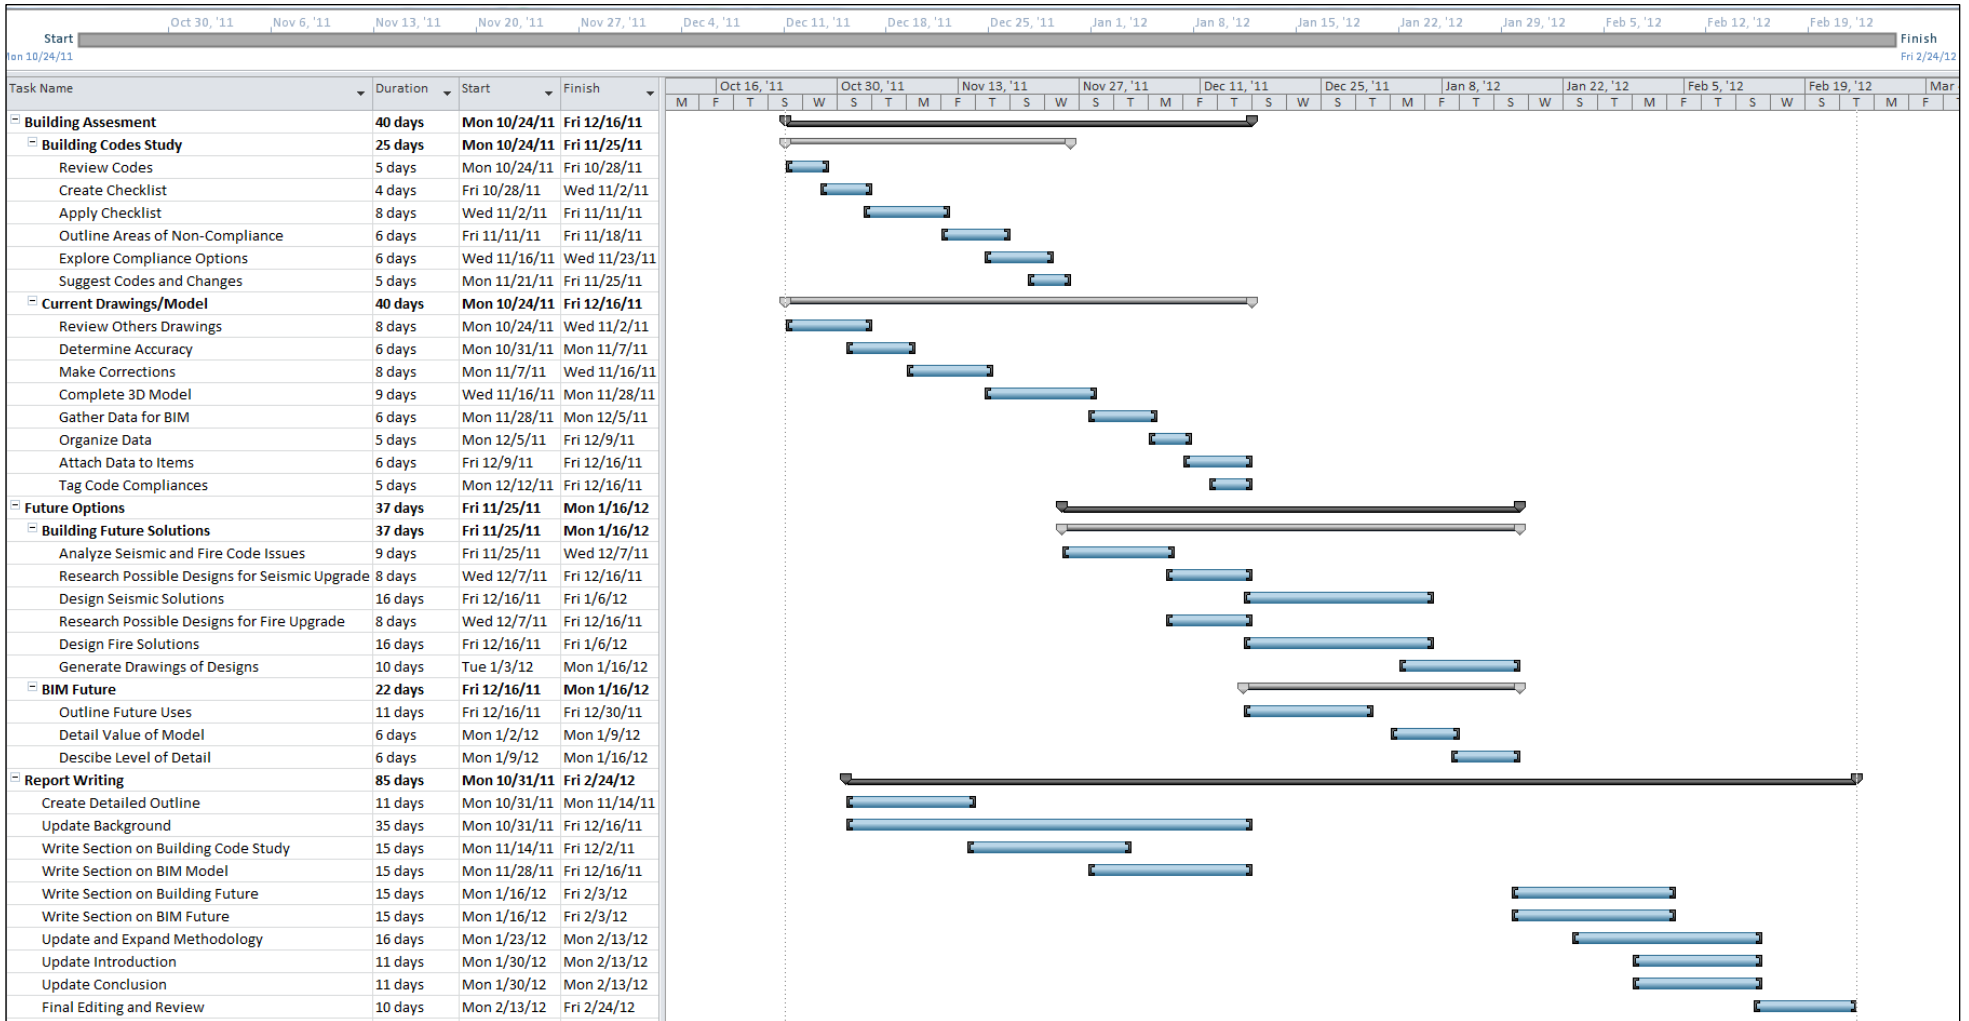 Oct 30, '11 Nov 6, '11 Nov 13, '11 Nov 20, '11 Nov 27, '11 Dec 4, '11 Dec 11, '11 Dec 18, '11 Dec 25, '11 Jan 1, '12 Jan 8, '12 Jan 15, '12 Jan 22, '12 Jan 29, '12 Feb 5, '12 Feb 12, '12 Feb 19, '12
Start Finish
Mon 10/24/11 Fri 2/24/12
Task Name Duration Start Finish Oct 16, '11 Oct 30, '11 Nov 13, '11 Nov 27, '11 Dec 11, '11 Dec 25, '11 Jan 8, '12 Jan 22, '12 Feb 5, '12 Feb 19, '12 Mar
M F T S W S T M F T S W S T M F T S W S T M F T S W S T M F T S W S T M F
Building Assesment 40 days Mon 10/24/11 Fri 12/16/11
Building Codes Study 25 days Mon 10/24/11 Fri 11/25/11
Review Codes 5 days Mon 10/24/11 Fri 10/28/11
Create Checklist 4 days Fri 10/28/11 Wed 11/2/11
Apply Checklist 8 days Wed 11/2/11 Fri 11/11/11
Outline Areas of Non-Compliance 6 days Fri 11/11/11 Fri 11/18/11
Explore Compliance Options 6 days Wed 11/16/11 Wed 11/23/11
Suggest Codes and Changes 5 days Mon 11/21/11 Fri 11/25/11
Current Drawings/Model 40 days Mon 10/24/11 Fri 12/16/11
Review Others Drawings 8 days Mon 10/24/11 Wed 11/2/11
Determine Accuracy 6 days Mon 10/31/11 Mon 11/7/11
Make Corrections 8 days Mon 11/7/11 Wed 11/16/11
Complete 3D Model 9 days Wed 11/16/11 Mon 11/28/11
Gather Data for BIM 6 days Mon 11/28/11 Mon 12/5/11
Organize Data 5 days Mon 12/5/11 Fri 12/9/11
Attach Data to Items 6 days Fri 12/9/11 Fri 12/16/11
Tag Code Compliances 5 days Mon 12/12/11 Fri 12/16/11
Future Options 37 days Fri 11/25/11 Mon 1/16/12
Building Future Solutions 37 days Fri 11/25/11 Mon 1/16/12
Analyze Seismic and Fire Code Issues 9 days Fri 11/25/11 Wed 12/7/11
Research Possible Designs for Seismic Upgrade 8 days Wed 12/7/11 Fri 12/16/11
Design Seismic Solutions 16 days Fri 12/16/11 Fri 1/6/12
Research Possible Designs for Fire Upgrade 8 days Wed 12/7/11 Fri 12/16/11
Design Fire Solutions 16 days Fri 12/16/11 Fri 1/6/12
Generate Drawings of Designs 10 days Tue 1/3/12 Mon 1/16/12
BIM Future 22 days Fri 12/16/11 Mon 1/16/12
Outline Future Uses 11 days Fri 12/16/11 Fri 12/30/11
Detail Value of Model 6 days Mon 1/2/12 Mon 1/9/12
Descibe Level of Detail 6 days Mon 1/9/12 Mon 1/16/12
Report Writing 85 days Mon 10/31/11 Fri 2/24/12
Create Detailed Outline 11 days Mon 10/31/11 Mon 11/14/11
Update Background 35 days Mon 10/31/11 Fri 12/16/11
Write Section on Building Code Study 15 days Mon 11/14/11 Fri 12/2/11
Write Section on BIM Model 15 days Mon 11/28/11 Fri 12/16/11
Write Section on Building Future 15 days Mon 1/16/12 Fri 2/3/12
Write Section on BIM Future 15 days Mon 1/16/12 Fri 2/3/12
Update and Expand Methodology 16 days Mon 1/23/12 Mon 2/13/12
Update Introduction 11 days Mon 1/30/12 Mon 2/13/12
Update Conclusion 11 days Mon 1/30/12 Mon 2/13/12
Final Editing and Review 10 days Mon 2/13/12 Fri 2/24/12